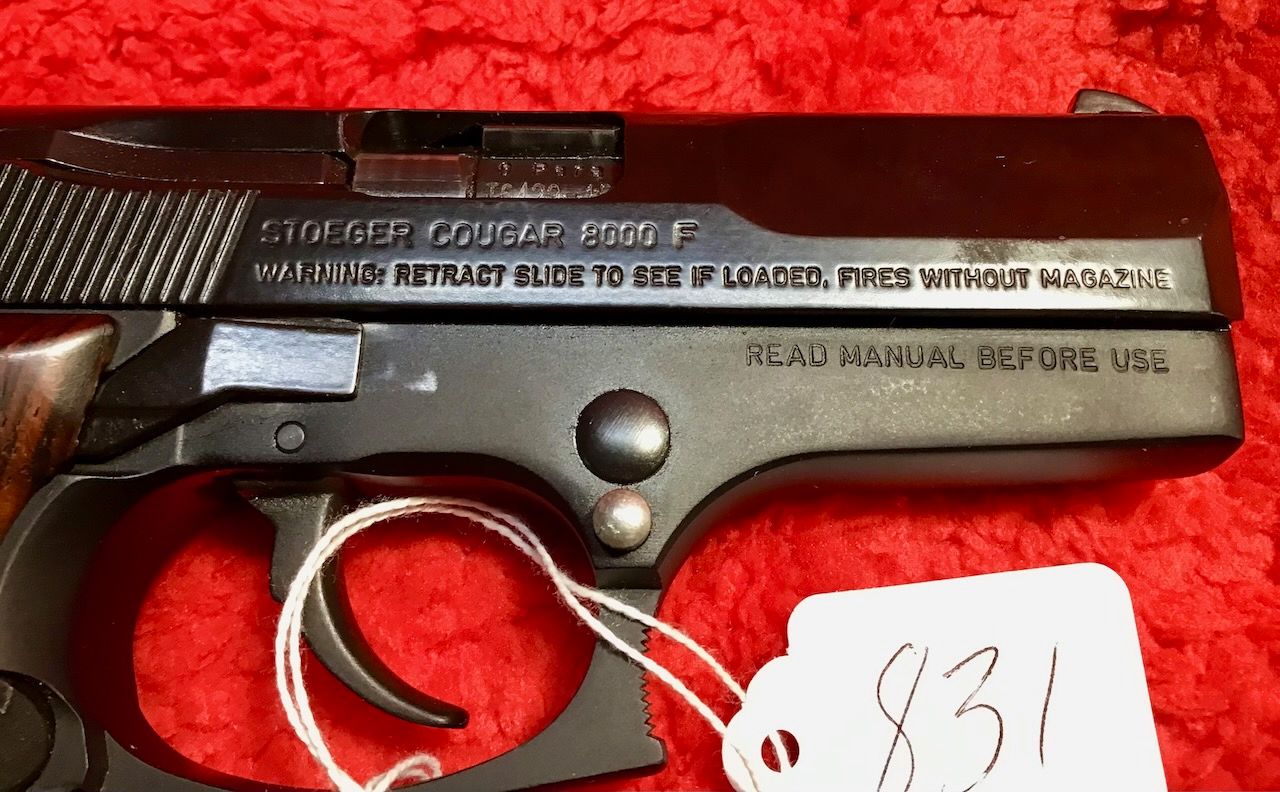 STOEGER COUGAR 8000 F
WARNING: RETRACT SLIDE TO SEE IF LOADED. FIRES WITHOUT MAGAZINE
READ MANUAL BEFORE USE
831